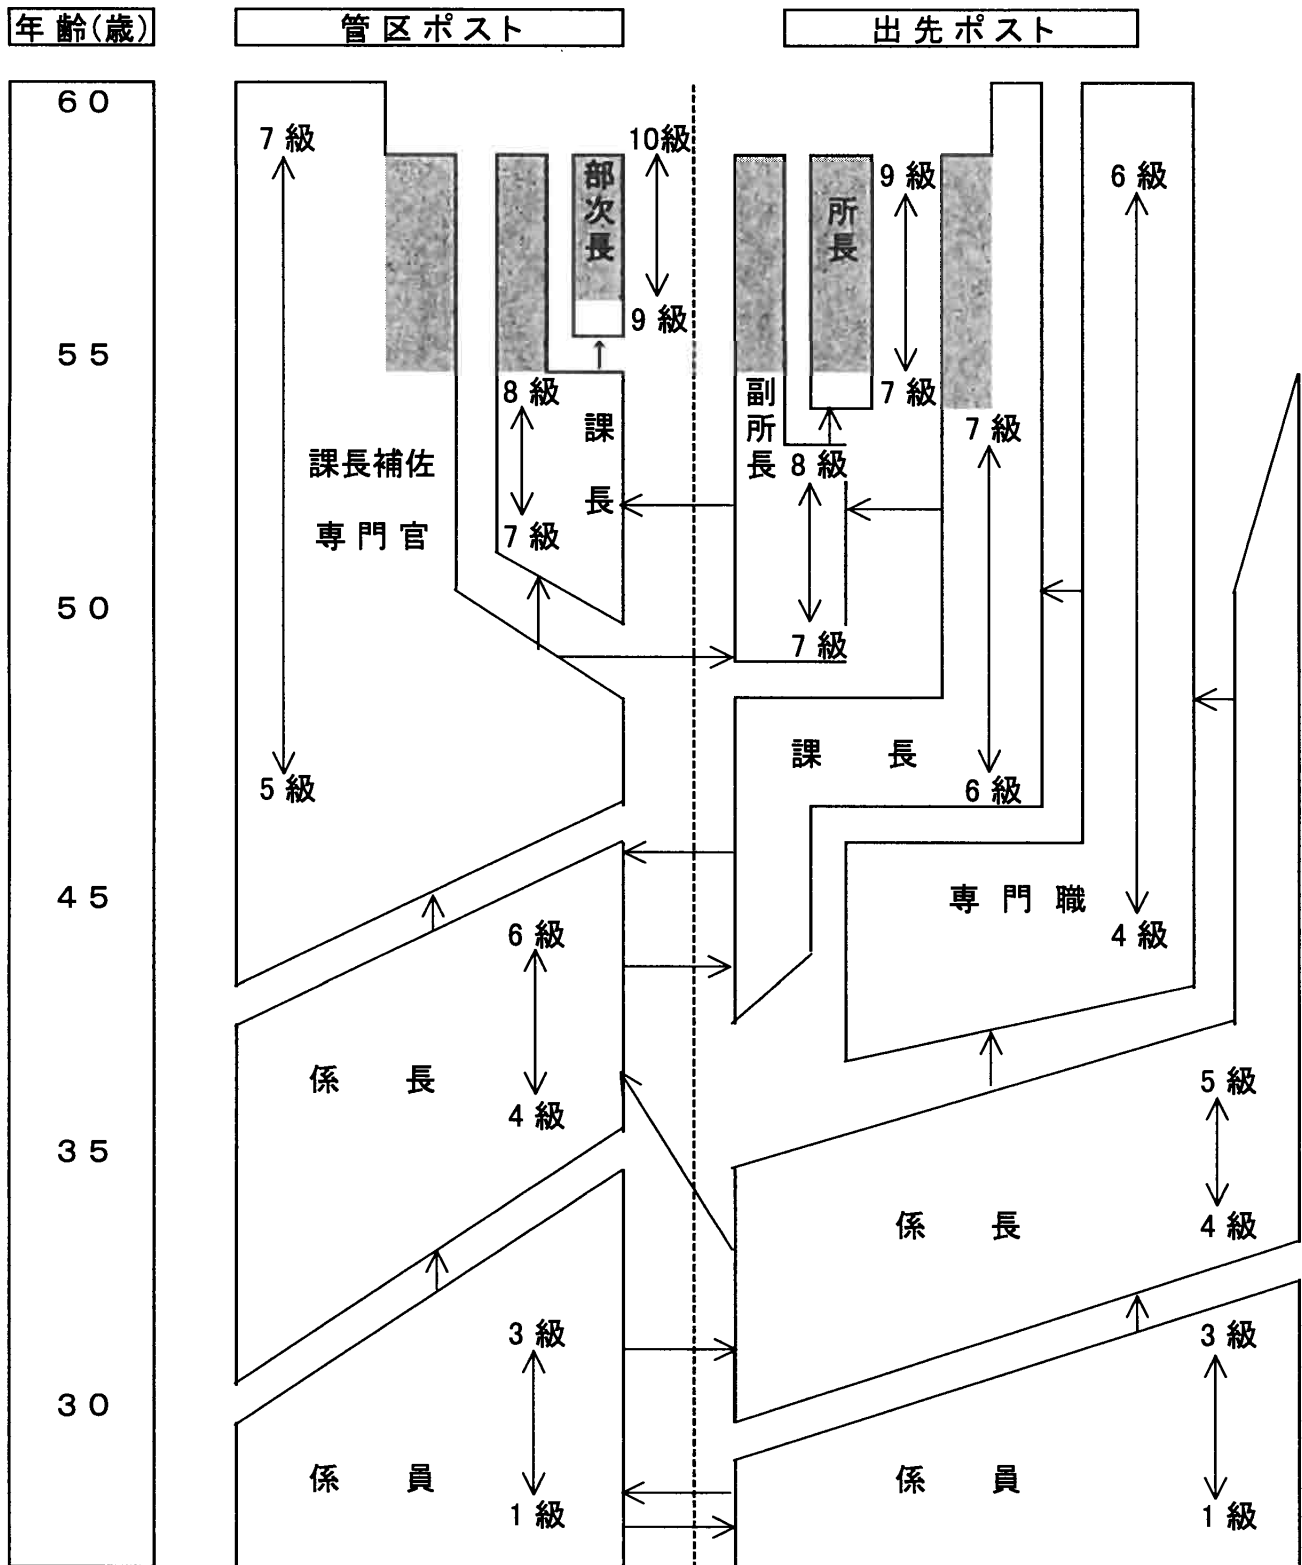 年齢(歳)
管区ポスト
出先ポスト
60
55
50
45
35
30
7級
5級
課長補佐
専門官
部次長
10級
9級
8級
7級
課長
6級
4級
係長
3級
1級
係員
所長
9級
7級
副所長
8級
7級
7級
6級
課長
6級
4級
専門職
5級
4級
係長
3級
1級
係員